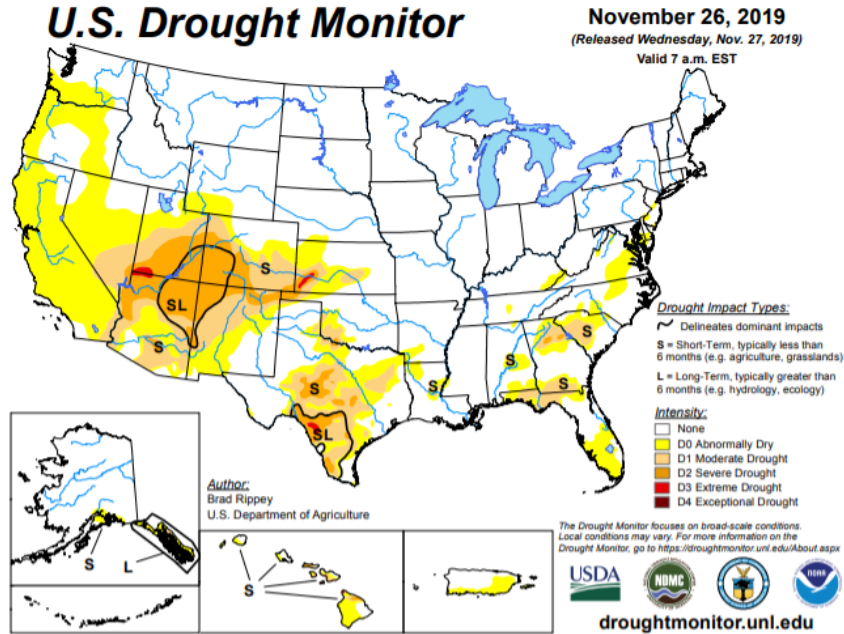 U.S. Drought Monitor
November 26, 2019
(Released Wednesday, Nov. 27, 2019)
Valid 7 a.m. EST
S
SL
S
S
SL
S
S
S
S
Drought Impact Types:
Delineates dominant impacts
S = Short-Term, typically less than
6 months (e.g. agriculture, grasslands)
L = Long-Term, typically greater than
6 months (e.g. hydrology, ecology)
Intensity:
None
D0 Abnormally Dry
D1 Moderate Drought
D2 Severe Drought
D3 Extreme Drought
D4 Exceptional Drought
Author:
Brad Rippey
U.S. Department of Agriculture
S
L
S
The Drought Monitor focuses on broad-scale conditions.
Local conditions may vary. For more information on the
Drought Monitor, go to https://droughtmonitor.unl.edu/About.aspx
USDA
NDMC
NOAA
droughtmonitor.unl.edu